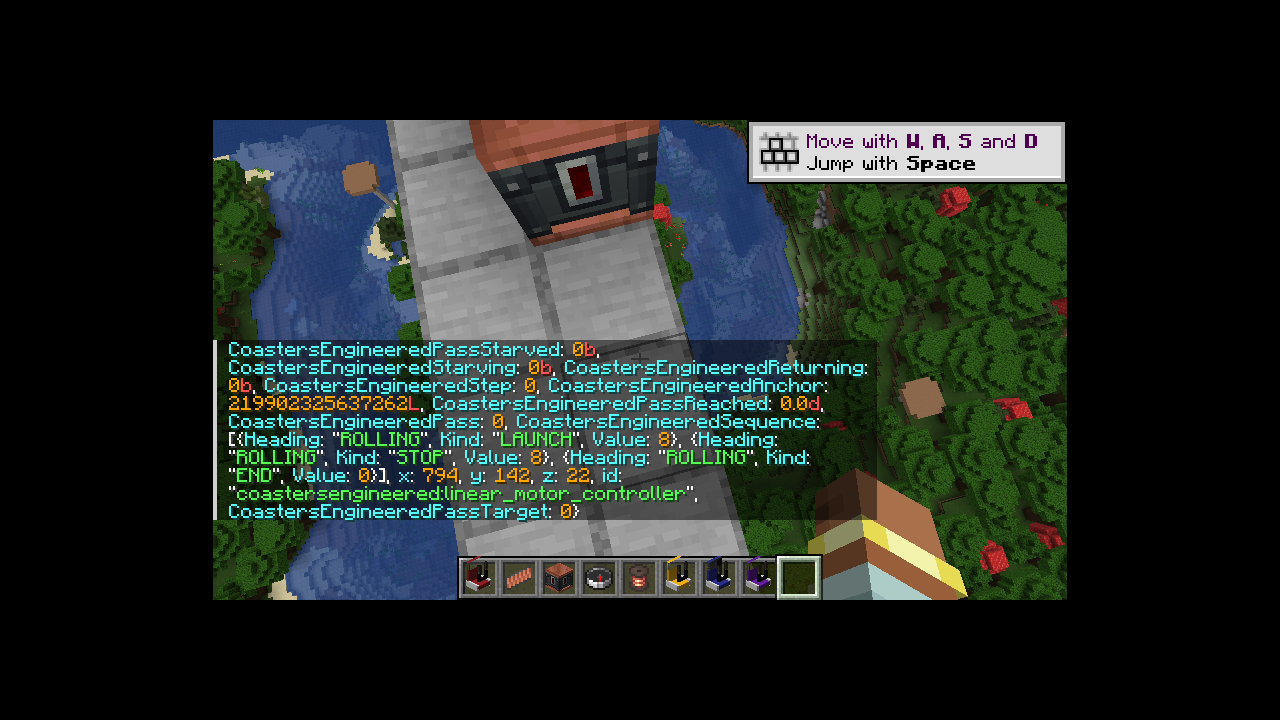 Move with W, A, S and D
Jump with Space
CoastersEngineeredPassStarved: 0b,
CoastersEngineeredStarving: 0b, CoastersEngineeredReturning:
0b, CoastersEngineeredStep: 0, CoastersEngineeredAnchor:
219902325637262L, CoastersEngineeredPassReached: 0.0d,
CoastersEngineeredPass: 0, CoastersEngineeredSequence:
[{Heading: "ROLLING", Kind: "LAUNCH", Value: 8}, {Heading:
"ROLLING", Kind: "STOP", Value: 8}, {Heading: "ROLLING", Kind:
"END", Value: 0}], x: 794, y: 142, z: 22, id:
"coastersengineered:linear_motor_controller",
CoastersEngineeredPassTarget: 0}